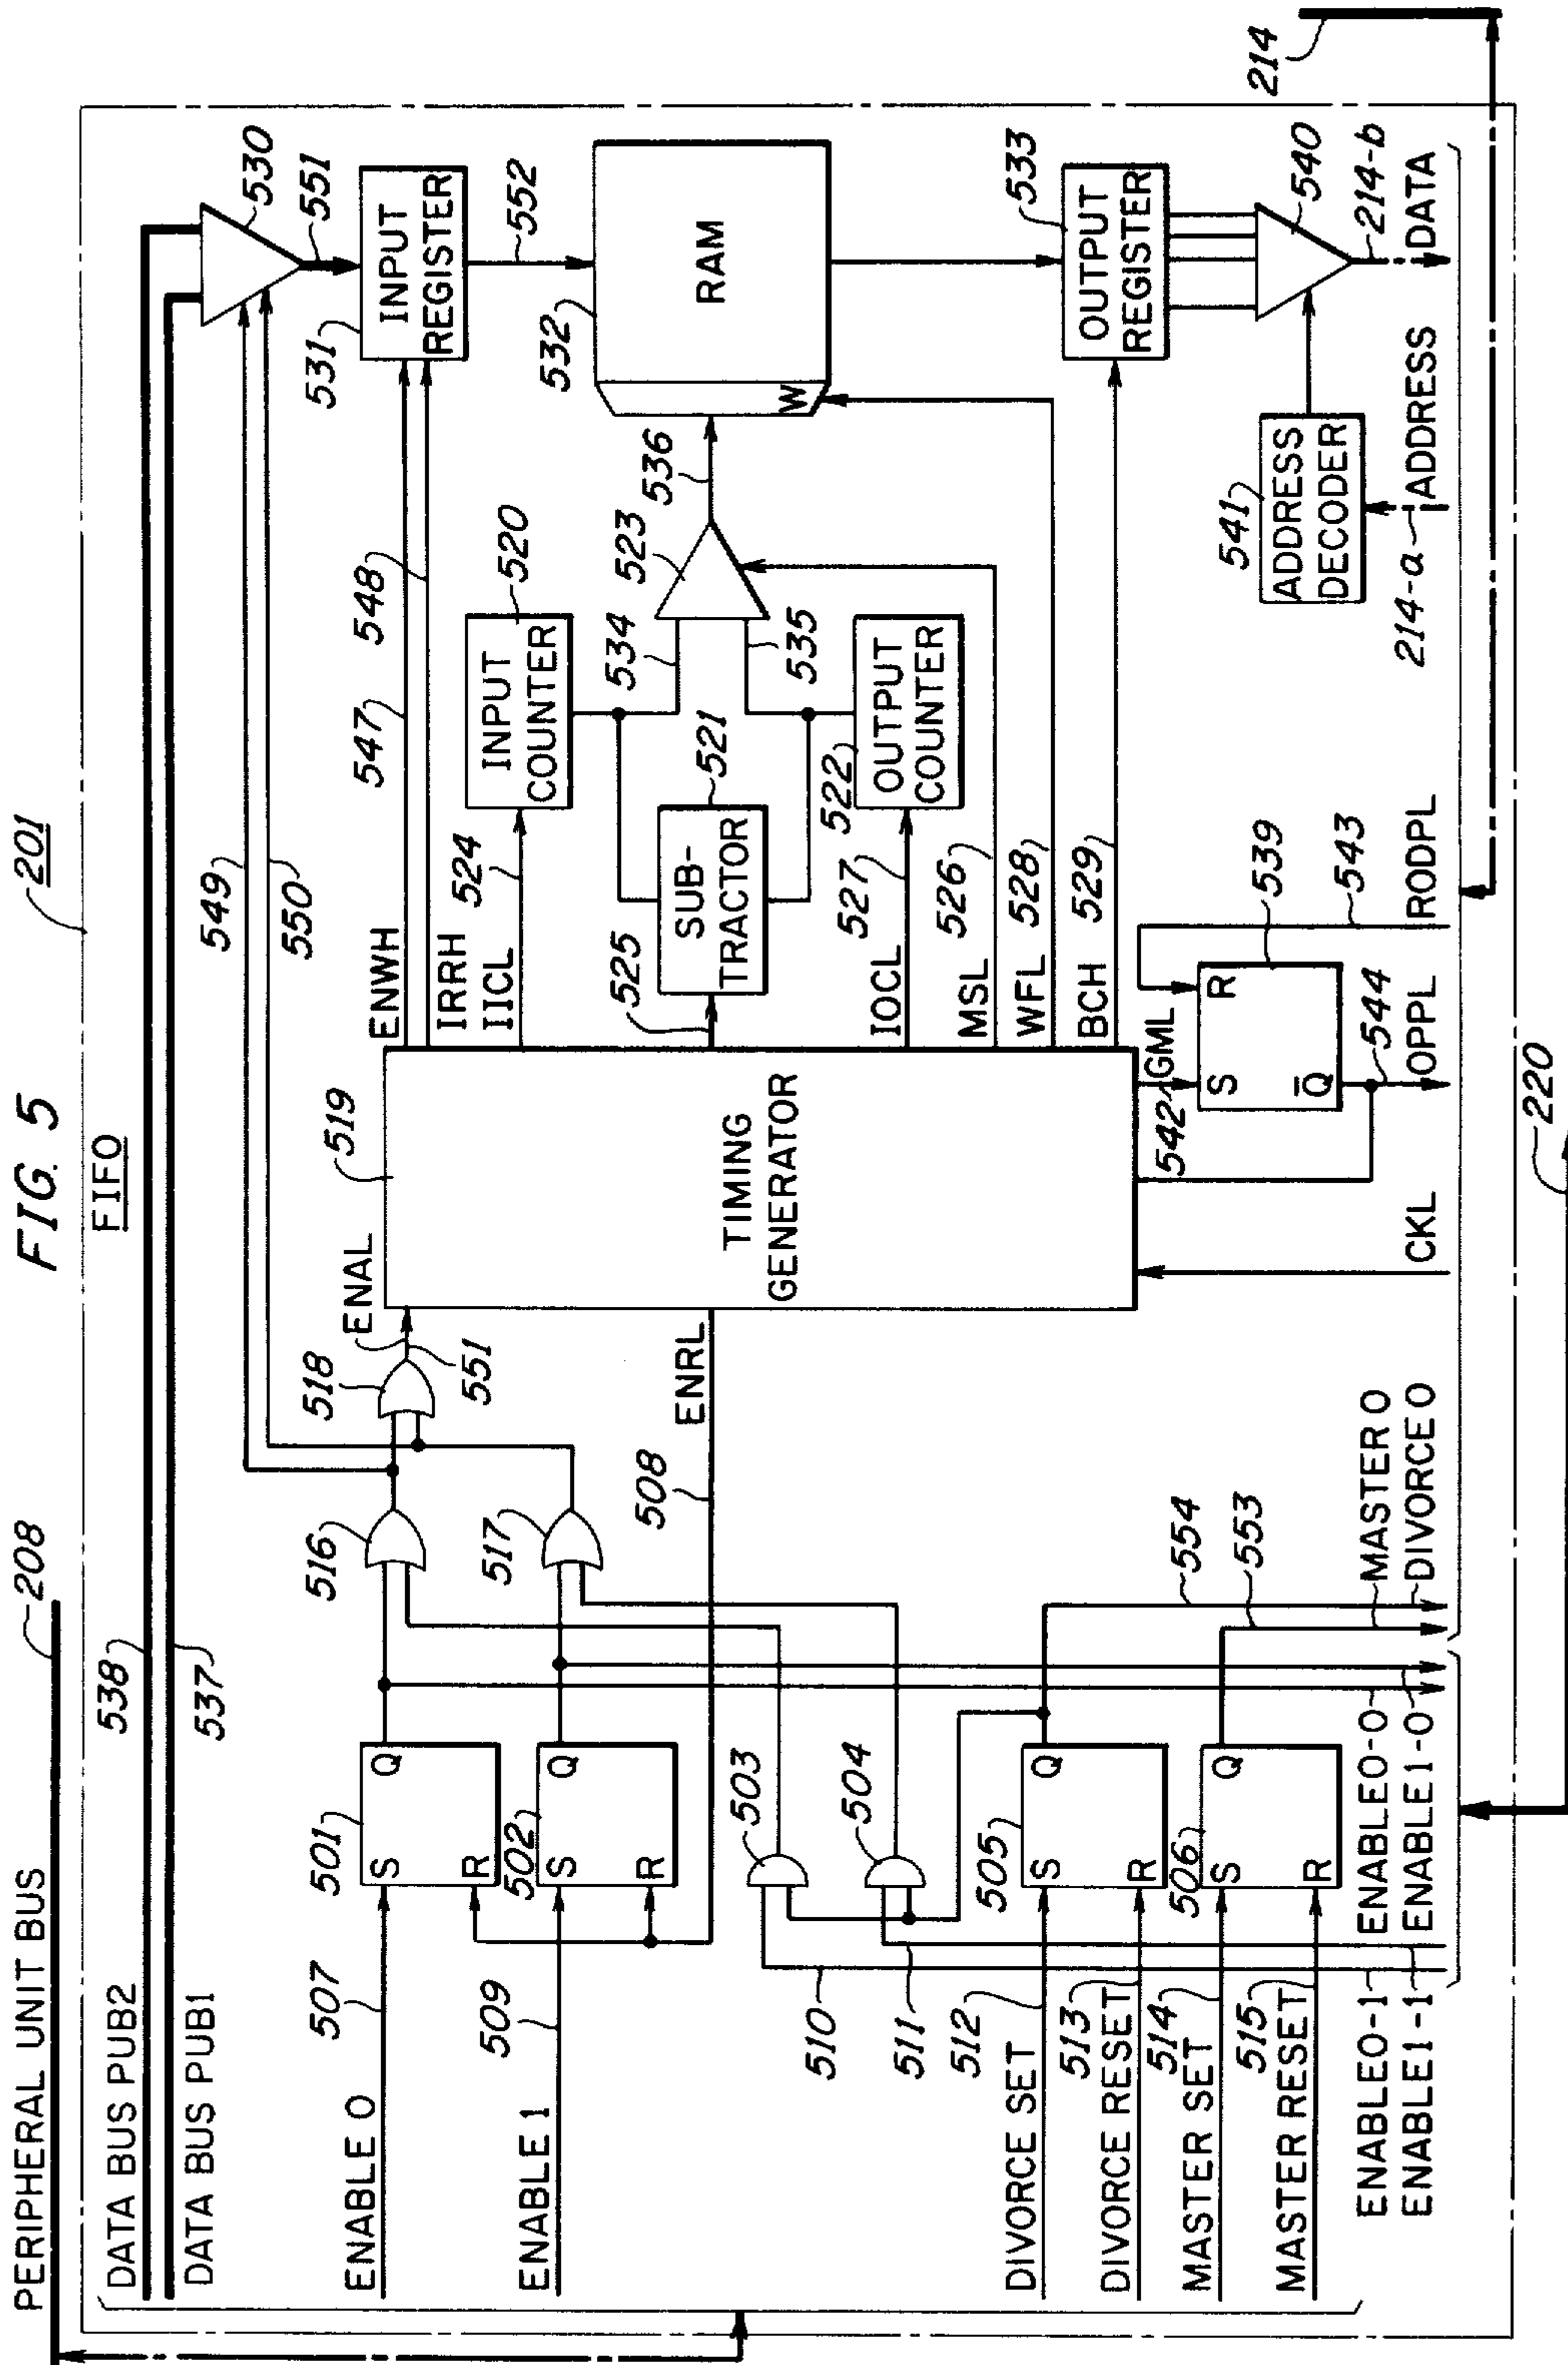 FIG. 5
201
FIFO
PERIPHERAL UNIT BUS
208
DATA BUS PUB2
538
DATA BUS PUB1
537
549
550
530
551
ENABLE 0
507
501
S
Q
R
516
518
ENAL
551
519
TIMING
GENERATOR
ENWH
547
IRRH
548
531
INPUT
REGISTER
552
ENABLE 1
509
502
S
Q
R
517
508
ENRL
IICL
524
INPUT
COUNTER
520
532
RAM
W
525
SUB-
TRACTOR
521
534
523
535
536
503
504
510
511
IOCL
527
522
OUTPUT
COUNTER
MSL
526
WFL
528
BCH
529
OUTPUT
REGISTER
533
DIVORCE SET
512
505
S
Q
R
DIVORCE RESET
513
554
MASTER SET
514
506
S
Q
R
MASTER RESET
515
553
542
GML
S
R
Q
539
543
544
541
ADDRESS
DECODER
540
ENABLE0-1
ENABLE1-1
ENABLE0-0
ENABLE1-0
MASTER 0
DIVORCE 0
CKL
OPPL
RODPL
214-a
ADDRESS
214-b
DATA
214
220